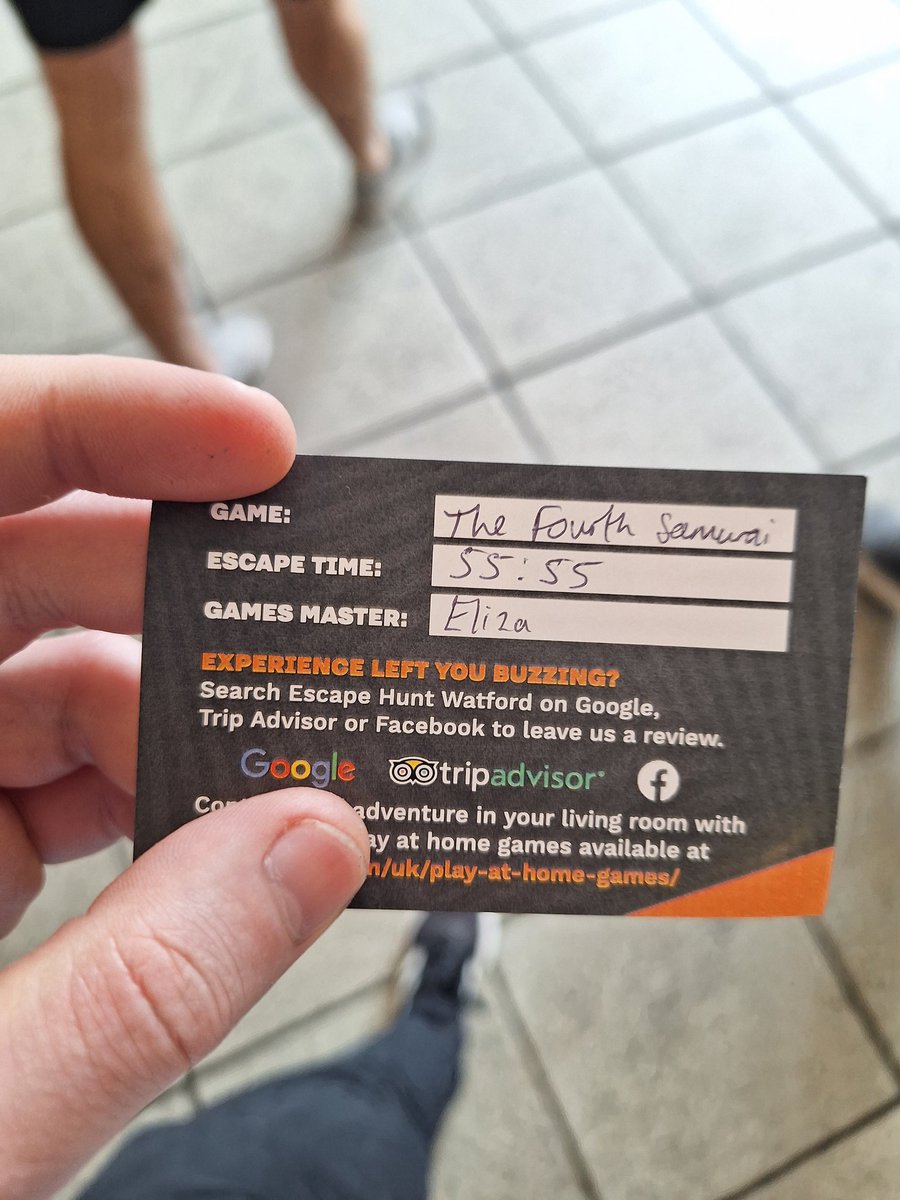 GAME: The Fourth Samurai
ESCAPE TIME: 55:55
GAMES MASTER: Eliza
EXPERIENCE LEFT YOU BUZZING?
Search Escape Hunt Watford on Google,
Trip Advisor or Facebook to leave us a review.
Google tripadvisor f
adventure in your living room with
at home games available at
/uk/play-at-home-games/